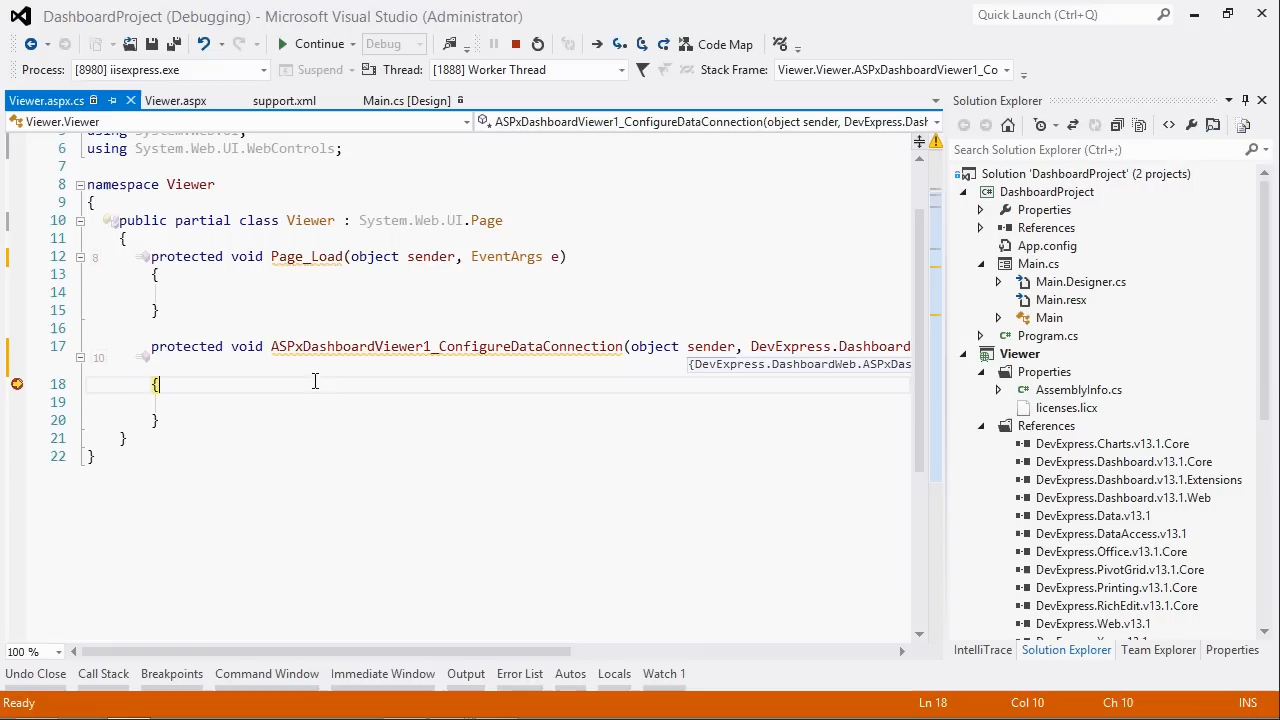 DashboardProject (Debugging) - Microsoft Visual Studio (Administrator)
Quick Launch (Ctrl+Q)
Continue
Debug
Code Map
Process: [8980] iisexpress.exe
Suspend
Thread: [1888] Worker Thread
Stack Frame: Viewer.Viewer.ASPxDashboardViewer1_Co
Viewer.aspx.cs
Viewer.aspx
support.xml
Main.cs [Design]
Viewer.Viewer
ASPxDashboardViewer1_ConfigureDataConnection(object sender, DevExpress.Dash
6 using System.Web.UI.WebControls;
7
8 namespace Viewer
9 {
10 public partial class Viewer : System.Web.UI.Page
11 {
12 8 protected void Page_Load(object sender, EventArgs e)
13 {
14
15 }
16
17 protected void ASPxDashboardViewer1_ConfigureDataConnection(object sender, DevExpress.Dashboard
10 {DevExpress.DashboardWeb.ASPxDas
18 {
19
20 }
21 }
22 }
100 %
Solution Explorer
Search Solution Explorer (Ctrl+;)
Solution 'DashboardProject' (2 projects)
DashboardProject
Properties
References
App.config
Main.cs
Main.Designer.cs
Main.resx
Main
Program.cs
Viewer
Properties
AssemblyInfo.cs
licenses.licx
References
DevExpress.Charts.v13.1.Core
DevExpress.Dashboard.v13.1.Core
DevExpress.Dashboard.v13.1.Extensions
DevExpress.Dashboard.v13.1.Web
DevExpress.Data.v13.1
DevExpress.DataAccess.v13.1
DevExpress.Office.v13.1.Core
DevExpress.PivotGrid.v13.1.Core
DevExpress.Printing.v13.1.Core
DevExpress.RichEdit.v13.1.Core
DevExpress.Web.v13.1
IntelliTrace
Solution Explorer
Team Explorer
Properties
Undo Close
Call Stack
Breakpoints
Command Window
Immediate Window
Output
Error List
Autos
Locals
Watch 1
Ready
Ln 18
Col 10
Ch 10
INS